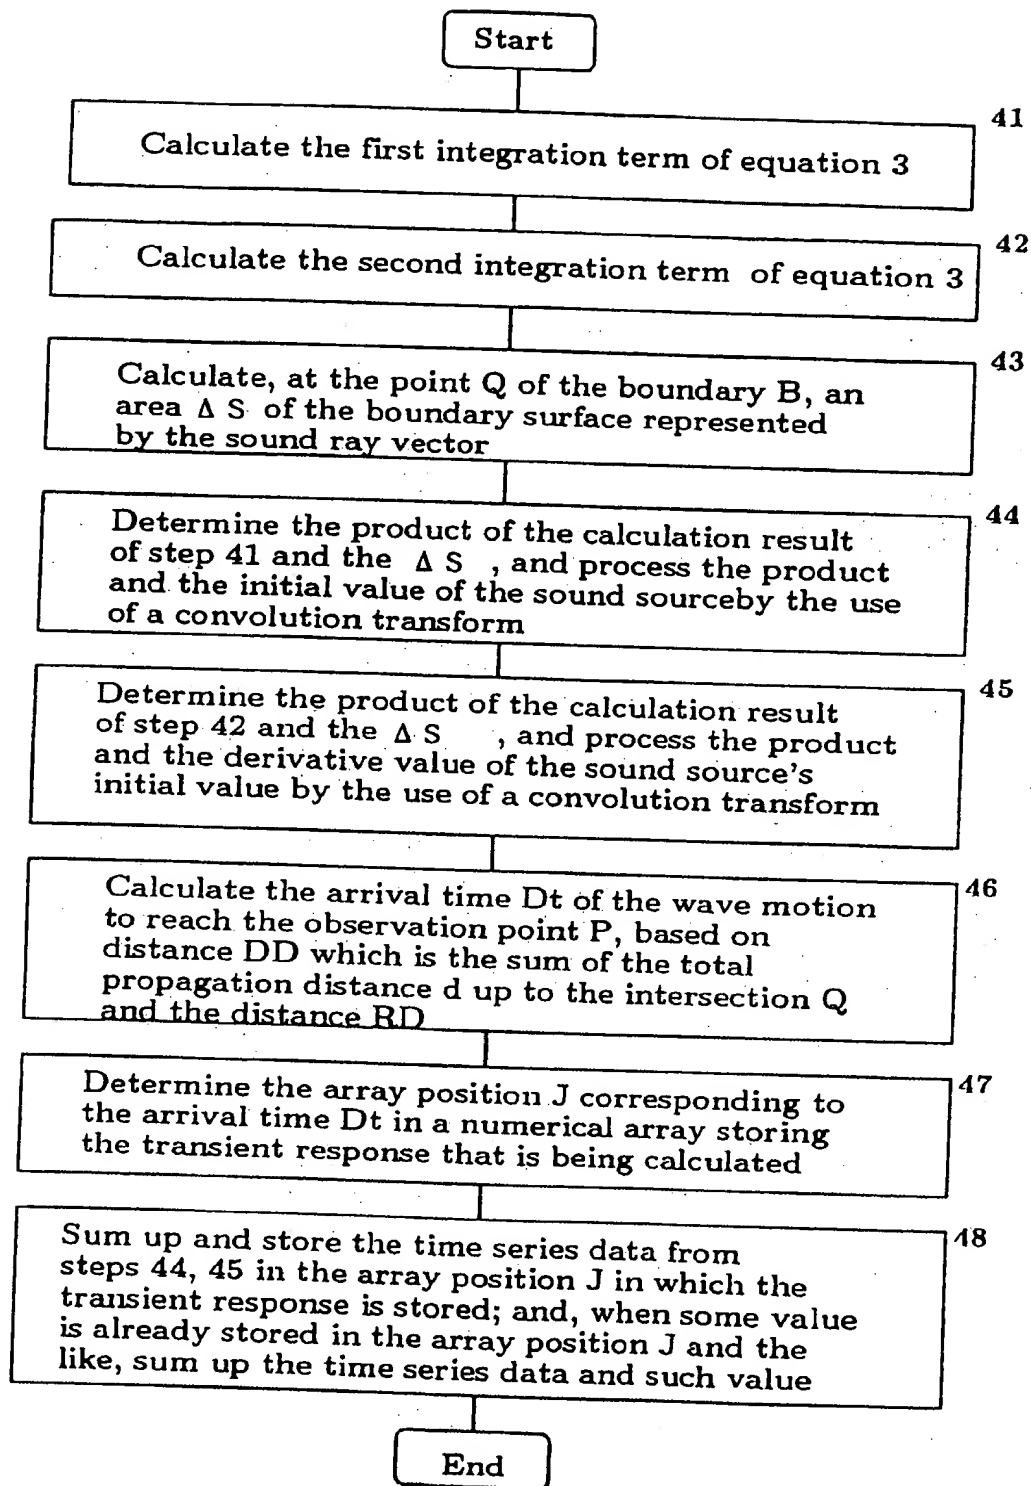 Start
41
Calculate the first integration term of equation 3
42
Calculate the second integration term of equation 3
43
Calculate, at the point Q of the boundary B, an
area Δ S of the boundary surface represented
by the sound ray vector
44
Determine the product of the calculation result
of step 41 and the Δ S , and process the product
and the initial value of the sound sourceby the use
of a convolution transform
45
Determine the product of the calculation result
of step 42 and the Δ S , and process the product
and the derivative value of the sound source's
initial value by the use of a convolution transform
46
Calculate the arrival time Dt of the wave motion
to reach the observation point P, based on
distance DD which is the sum of the total
propagation distance d up to the intersection Q
and the distance RD
47
Determine the array position J corresponding to
the arrival time Dt in a numerical array storing
the transient response that is being calculated
48
Sum up and store the time series data from
steps 44, 45 in the array position J in which the
transient response is stored; and, when some value
is already stored in the array position J and the
like, sum up the time series data and such value
End